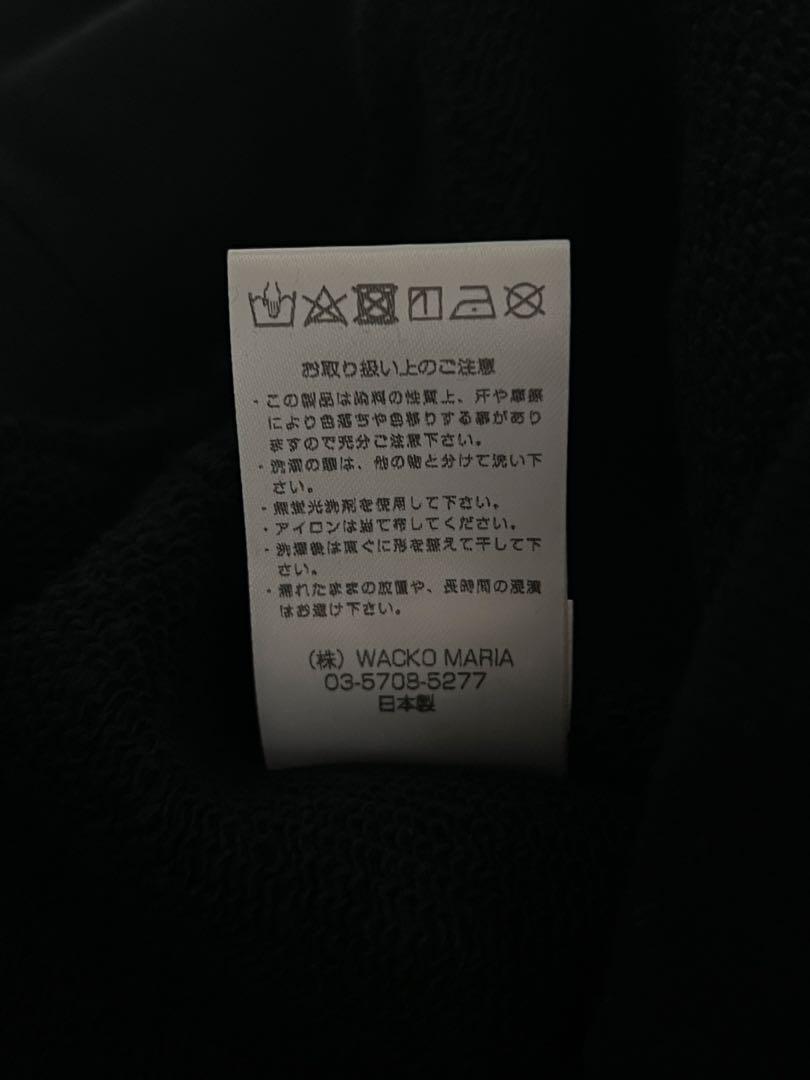 お取り扱い上のご注意
・この製品は染料の性質上、汗や摩擦
により色落ちや色移りする事があり
ますので充分ご注意下さい。
・洗濯の際は、他の物と分けて洗い下
さい。
・無蛍光洗剤を使用して下さい。
・アイロンは当て布してください。
・洗濯後は直ぐに形を整えて干して下
さい。
・濡れたままの放置や、長時間の浸漬
はお避け下さい。
(株) WACKO MARIA
03-5708-5277
日本製